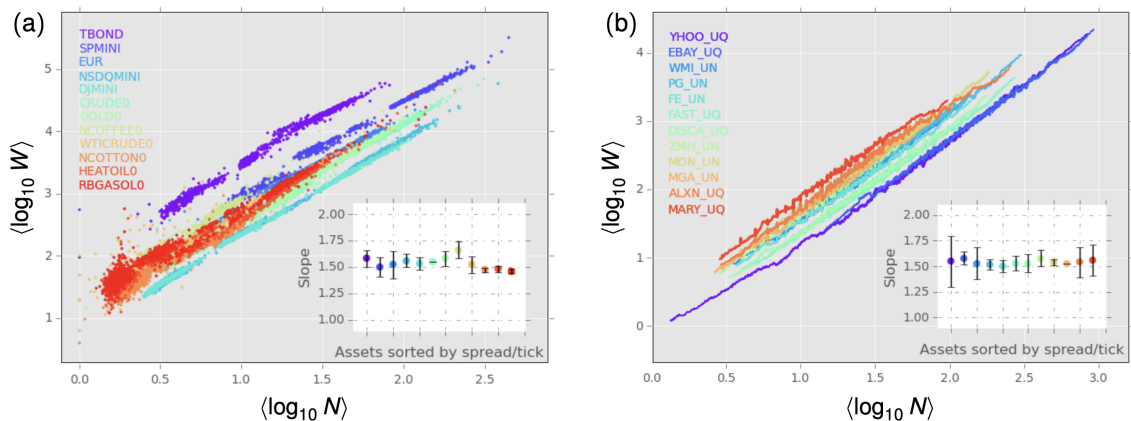 (a)
TBOND
SPMINI
EUR
NSDQMINI
DJMINI
CRUDE0
GOLD0
NCOFFEE0
WTICRUDE0
NCOTTON0
HEATOIL0
RBGASOL0
⟨log₁₀ W⟩
5
4
3
2
1
0.0 0.5 1.0 1.5 2.0 2.5
⟨log₁₀ N⟩
Slope
2.00
1.75
1.50
1.25
1.00
Assets sorted by spread/tick
(b)
YHOO_UQ
EBAY_UQ
WMI_UN
PG_UN
FE_UN
FAST_UQ
DISCA_UQ
ZMH_UN
MON_UN
MGA_UN
ALXN_UQ
MARY_UQ
⟨log₁₀ W⟩
4
3
2
1
0
0.0 0.5 1.0 1.5 2.0 2.5 3.0
⟨log₁₀ N⟩
Slope
2.00
1.75
1.50
1.25
1.00
Assets sorted by spread/tick